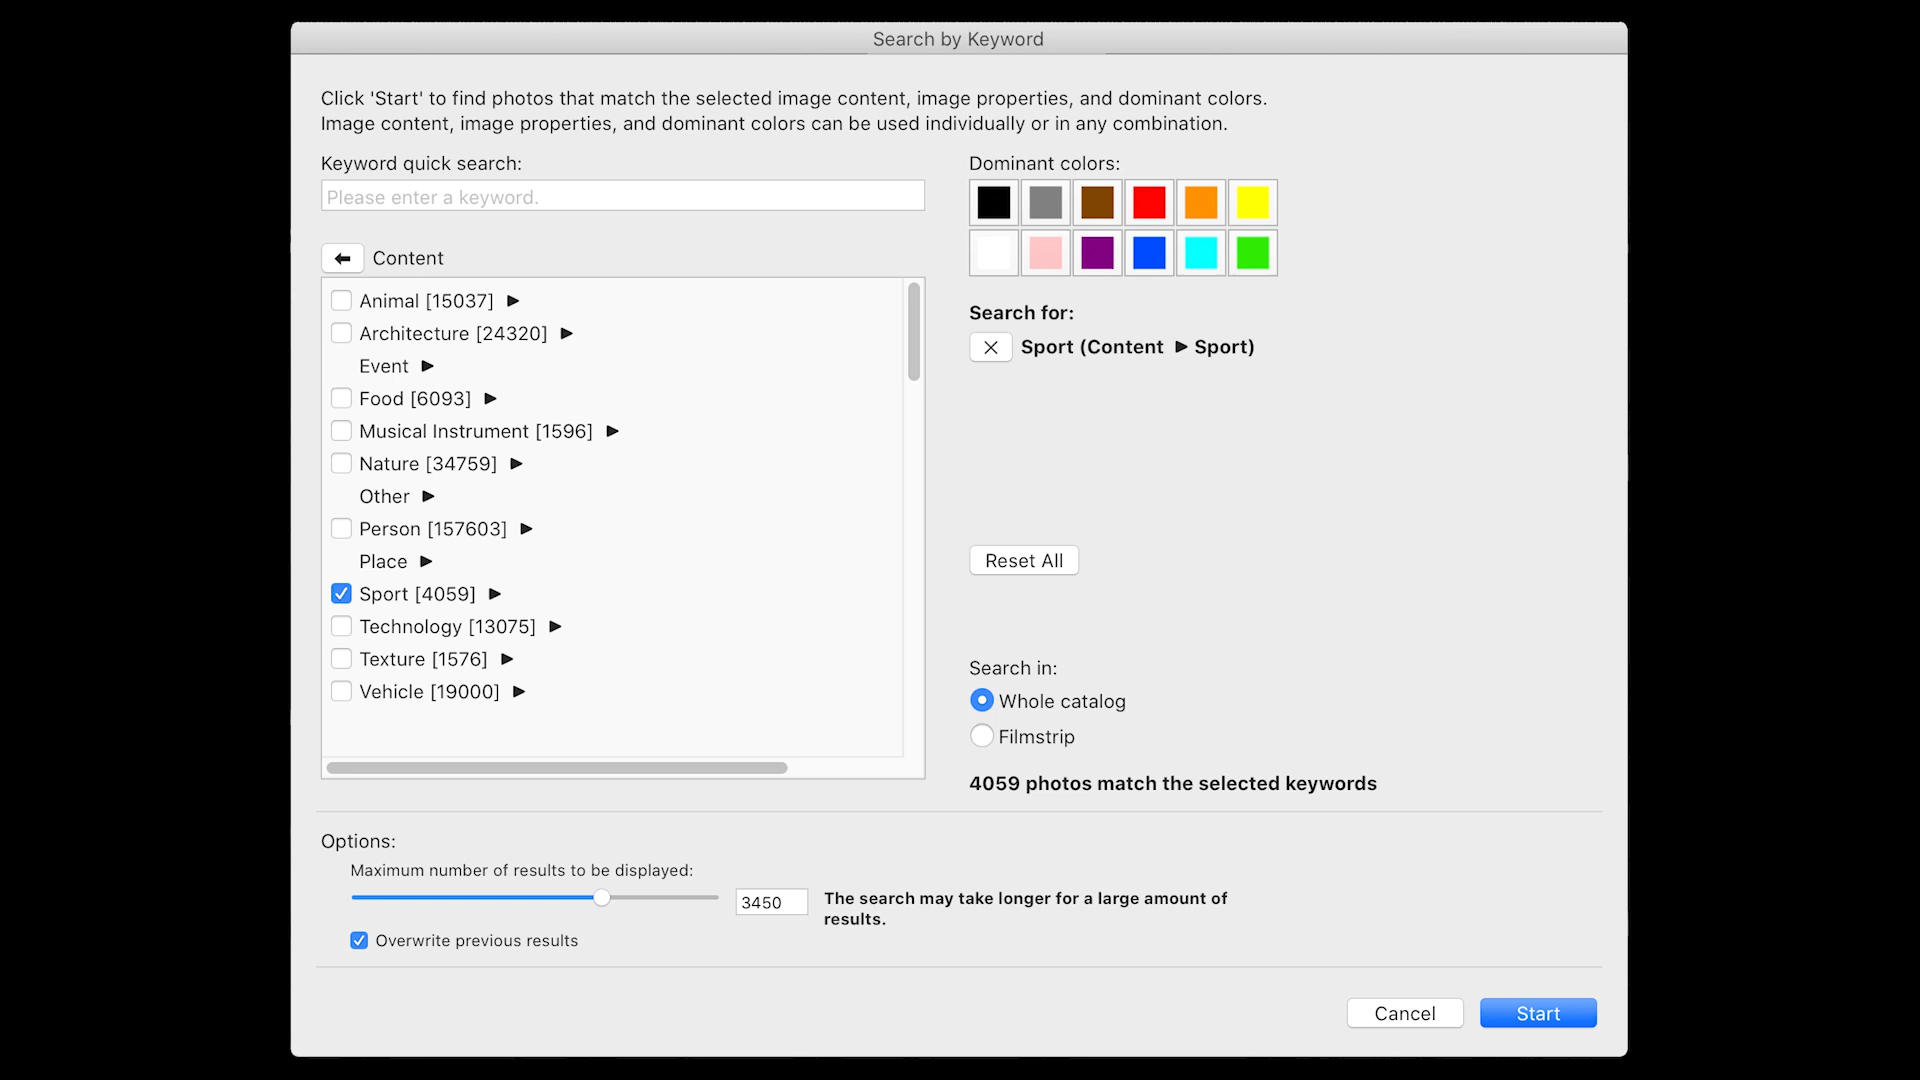 Search by Keyword
Click 'Start' to find photos that match the selected image content, image properties, and dominant colors.
Image content, image properties, and dominant colors can be used individually or in any combination.
Keyword quick search:
Please enter a keyword.
Content
Animal [15037]
Architecture [24320]
Event
Food [6093]
Musical Instrument [1596]
Nature [34759]
Other
Person [157603]
Place
Sport [4059]
Technology [13075]
Texture [1576]
Vehicle [19000]
Dominant colors:
Search for:
Sport (Content ▶ Sport)
Reset All
Search in:
Whole catalog
Filmstrip
4059 photos match the selected keywords
Options:
Maximum number of results to be displayed:
3450
The search may take longer for a large amount of
results.
Overwrite previous results
Cancel
Start